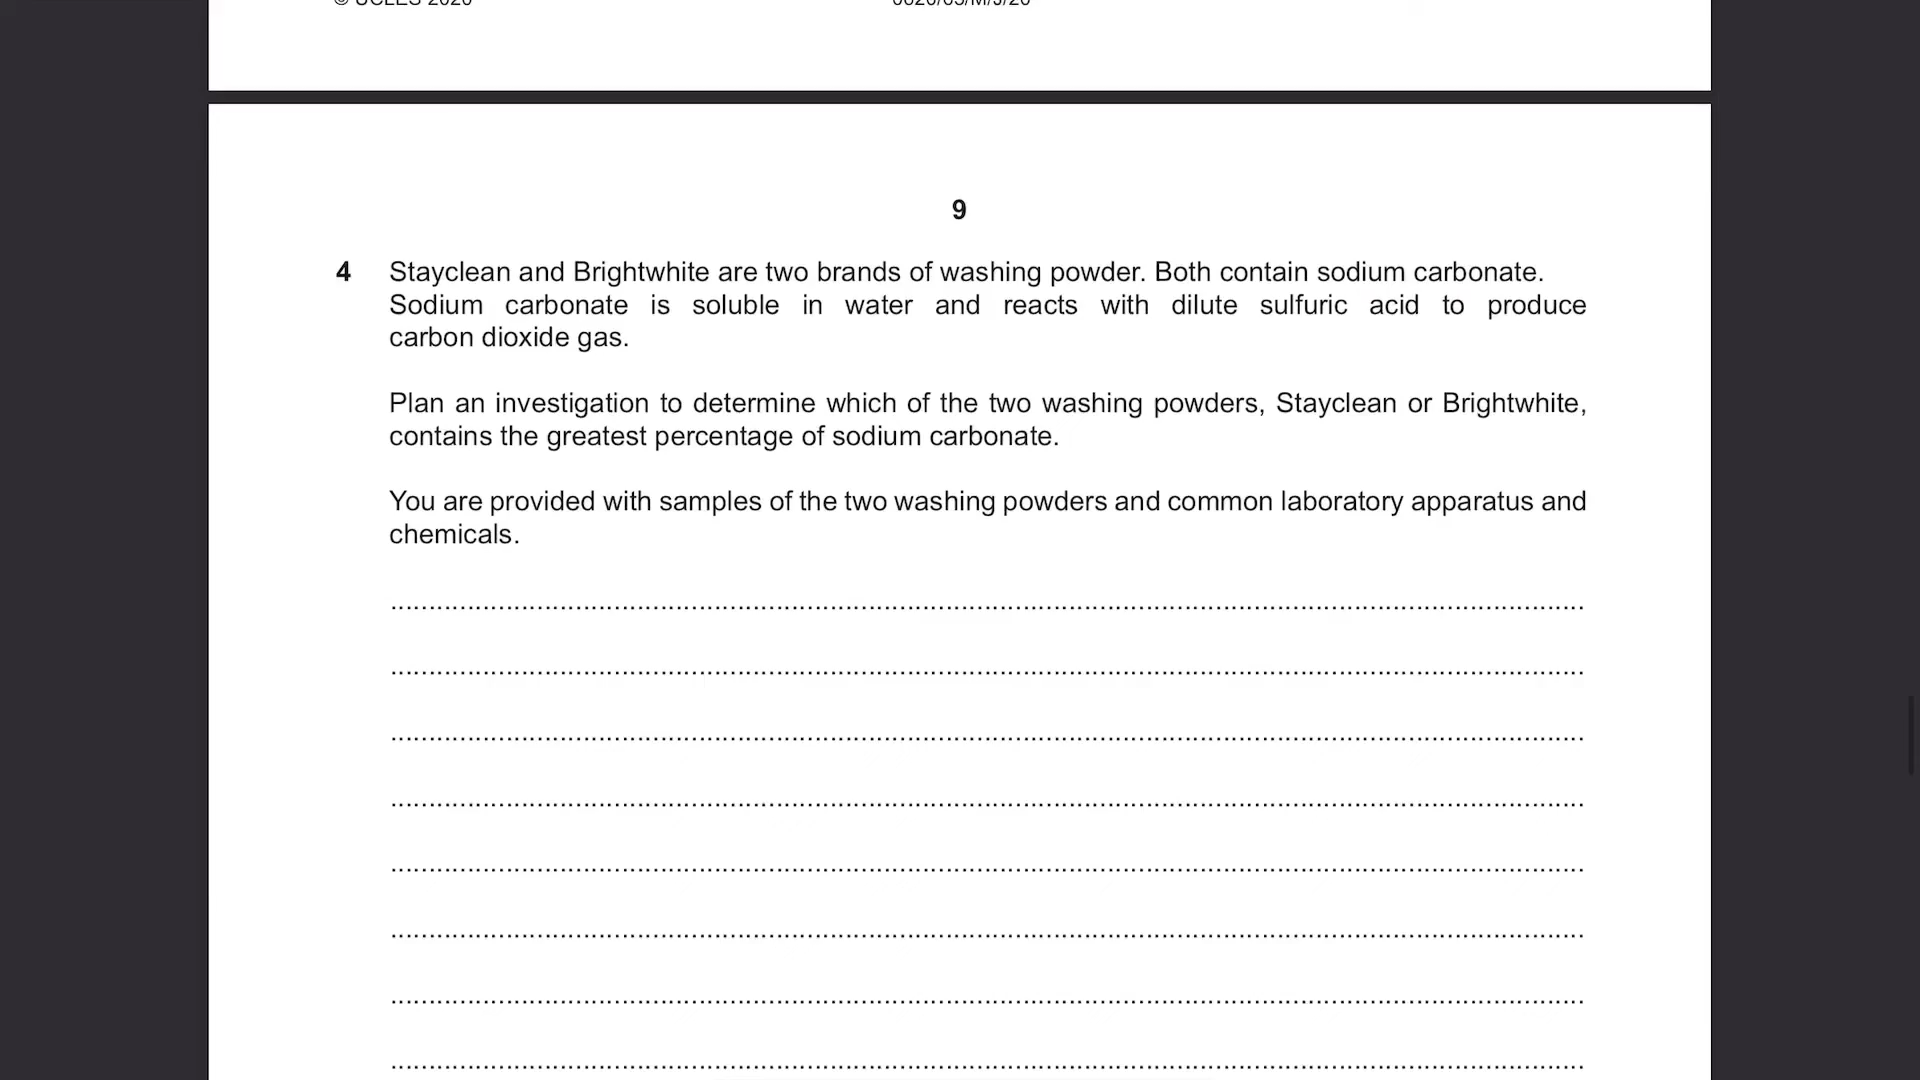 9
4 Stayclean and Brightwhite are two brands of washing powder. Both contain sodium carbonate.
Sodium carbonate is soluble in water and reacts with dilute sulfuric acid to produce
carbon dioxide gas.
Plan an investigation to determine which of the two washing powders, Stayclean or Brightwhite,
contains the greatest percentage of sodium carbonate.
You are provided with samples of the two washing powders and common laboratory apparatus and
chemicals.